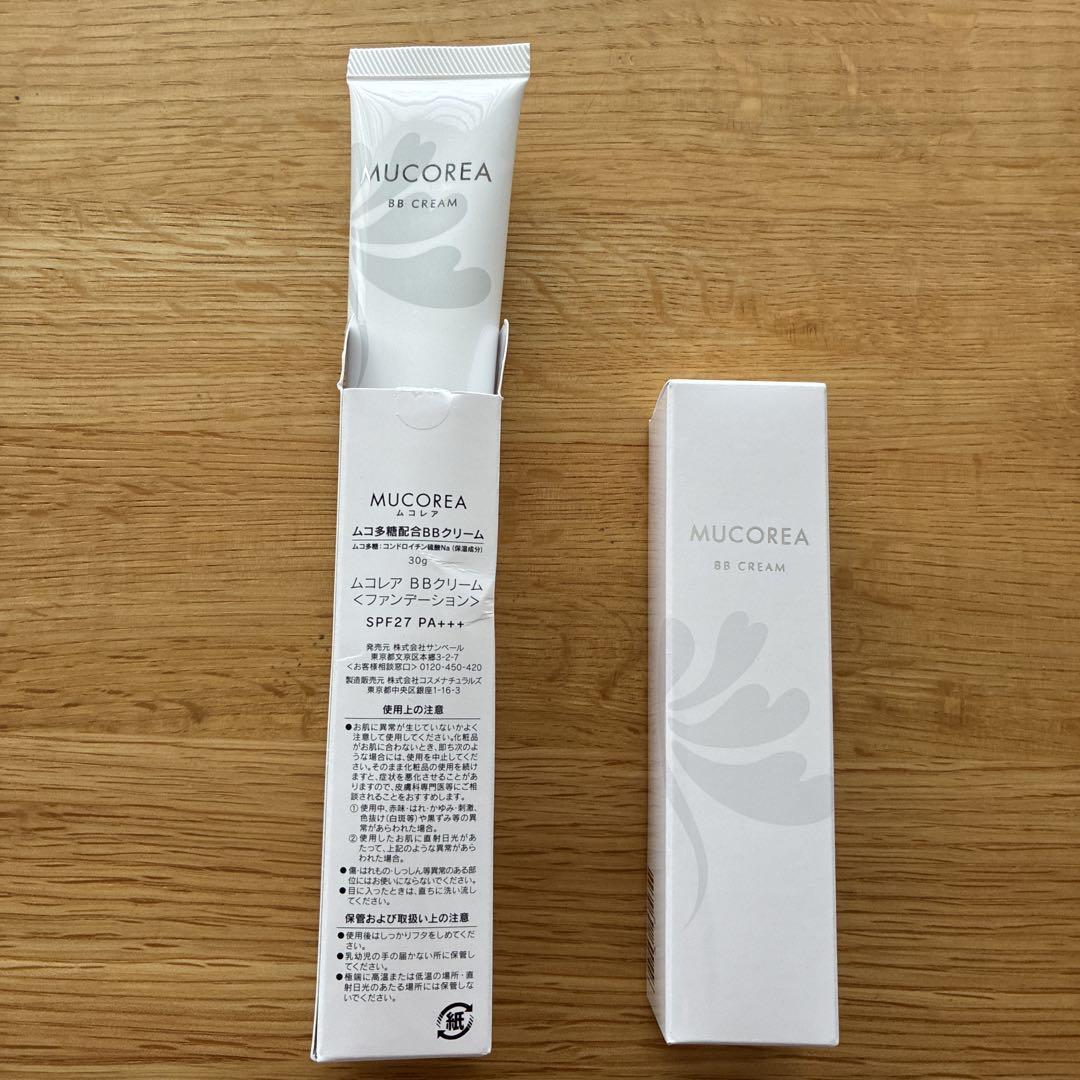 MUCOREA
BB CREAM
MUCOREA
ムコレア
ムコ多糖配合BBクリーム
ムコ多糖:コンドロイチン硫酸Na(保湿成分)
30g
ムコレア BBクリーム
<ファンデーション>
SPF27 PA+++
発売元 株式会社サンベール
東京都文京区本郷3-2-7
<お客様相談窓口> 0120-450-420
製造販売元 株式会社コスメナチュラルズ
東京都中央区銀座1-16-3
使用上の注意
●お肌に異常が生じていないかよく
注意して使用してください。化粧品
がお肌に合わないとき、即ち次のよ
うな場合には、使用を中止してくだ
さい。そのまま化粧品の使用を続け
ますと、症状を悪化させることがあ
りますので、皮膚科専門医等にご相
談されることをおすすめします。
①使用中、赤味・はれ・かゆみ・刺激、
色抜け(白斑等)や黒ずみ等の異
常があらわれた場合。
②使用したお肌に直射日光があ
たって、上記のような異常があら
われた場合。
●傷・はれもの・しっしん等異常のある部
位にはお使いにならないでください。
●目に入ったときは、直ちに洗い流し
てください。
保管および取扱い上の注意
●使用後はしっかりフタをしめてくだ
さい。
●乳幼児の手の届かない所に保管し
てください。
●極端に高温または低温の場所・直
射日光のあたる場所には保管しな
いでください。
紙
MUCOREA
BB CREAM